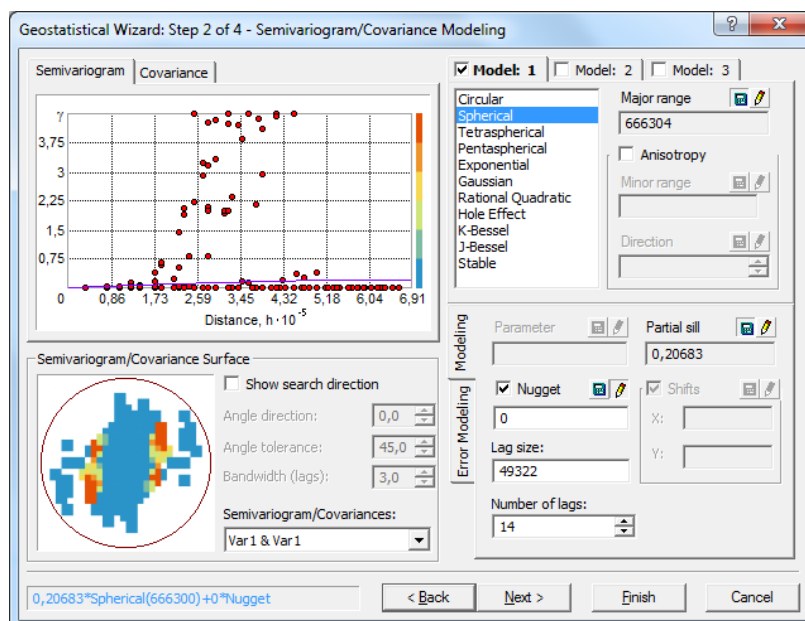 Geostatistical Wizard: Step 2 of 4 - Semivariogram/Covariance Modeling
Semivariogram
Covariance
γ
3,75
3
2,25
1,5
0,75
0
0,86 1,73 2,59 3,45 4,32 5,18 6,04 6,91
Distance, h·10⁻⁵
Semivariogram/Covariance Surface
Show search direction
Angle direction: 0,0
Angle tolerance: 45,0
Bandwidth (lags): 3,0
Semivariogram/Covariances:
Var1 & Var1
Model: 1
Model: 2
Model: 3
Circular
Spherical
Tetraspherical
Pentaspherical
Exponential
Gaussian
Rational Quadratic
Hole Effect
K-Bessel
J-Bessel
Stable
Major range
666304
Anisotropy
Minor range
Direction
Modeling
Error Modeling
Parameter
Partial sill
0,20683
Nugget
0
Shifts
X:
Y:
Lag size:
49322
Number of lags:
14
0,20683*Spherical(666300)+0*Nugget
< Back
Next >
Finish
Cancel